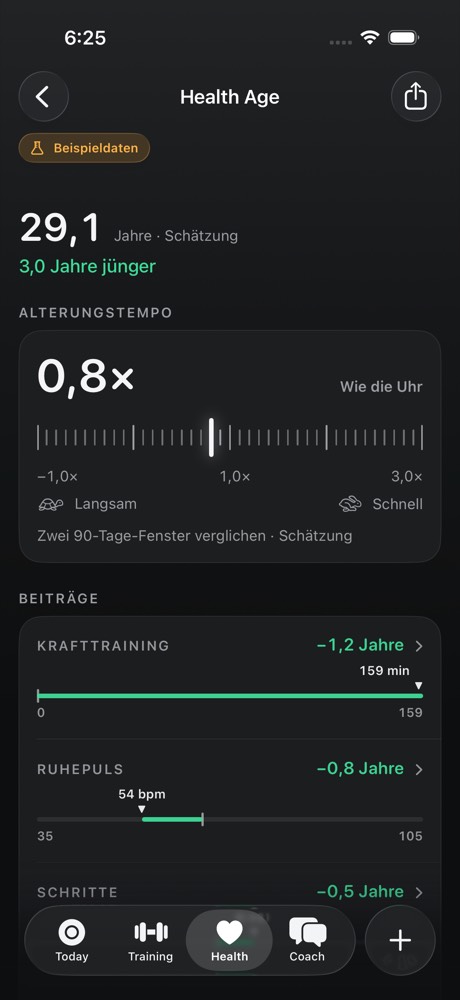 6:25
Health Age
Beispieldaten
29,1 Jahre · Schätzung
3,0 Jahre jünger
ALTERUNGSTEMPO
0,8× Wie die Uhr
−1,0× 1,0× 3,0×
Langsam Schnell
Zwei 90-Tage-Fenster verglichen · Schätzung
BEITRÄGE
KRAFTTRAINING −1,2 Jahre
159 min
0 159
RUHEPULS −0,8 Jahre
54 bpm
35 105
SCHRITTE −0,5 Jahre
Today Training Health Coach